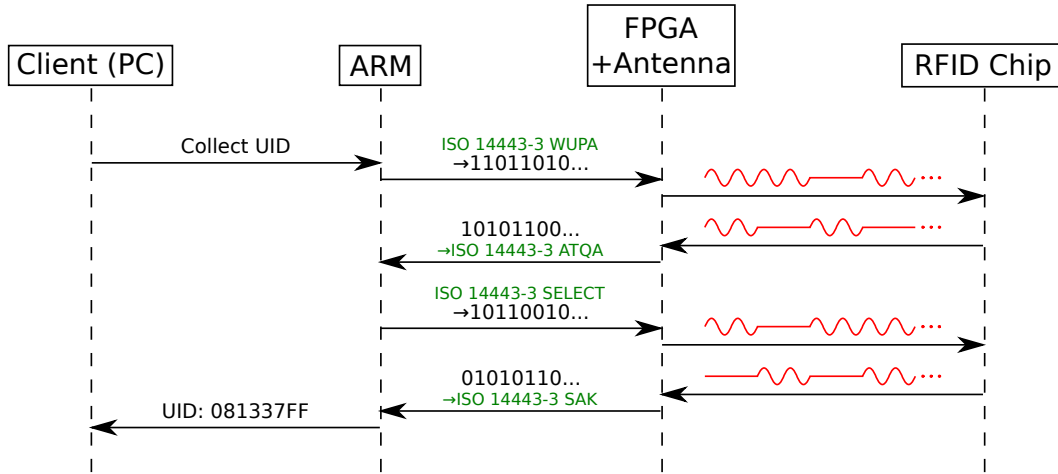 Client (PC)
ARM
FPGA
+Antenna
RFID Chip
Collect UID
ISO 14443-3 WUPA
→11011010...
10101100...
→ISO 14443-3 ATQA
ISO 14443-3 SELECT
→10110010...
01010110...
→ISO 14443-3 SAK
UID: 081337FF